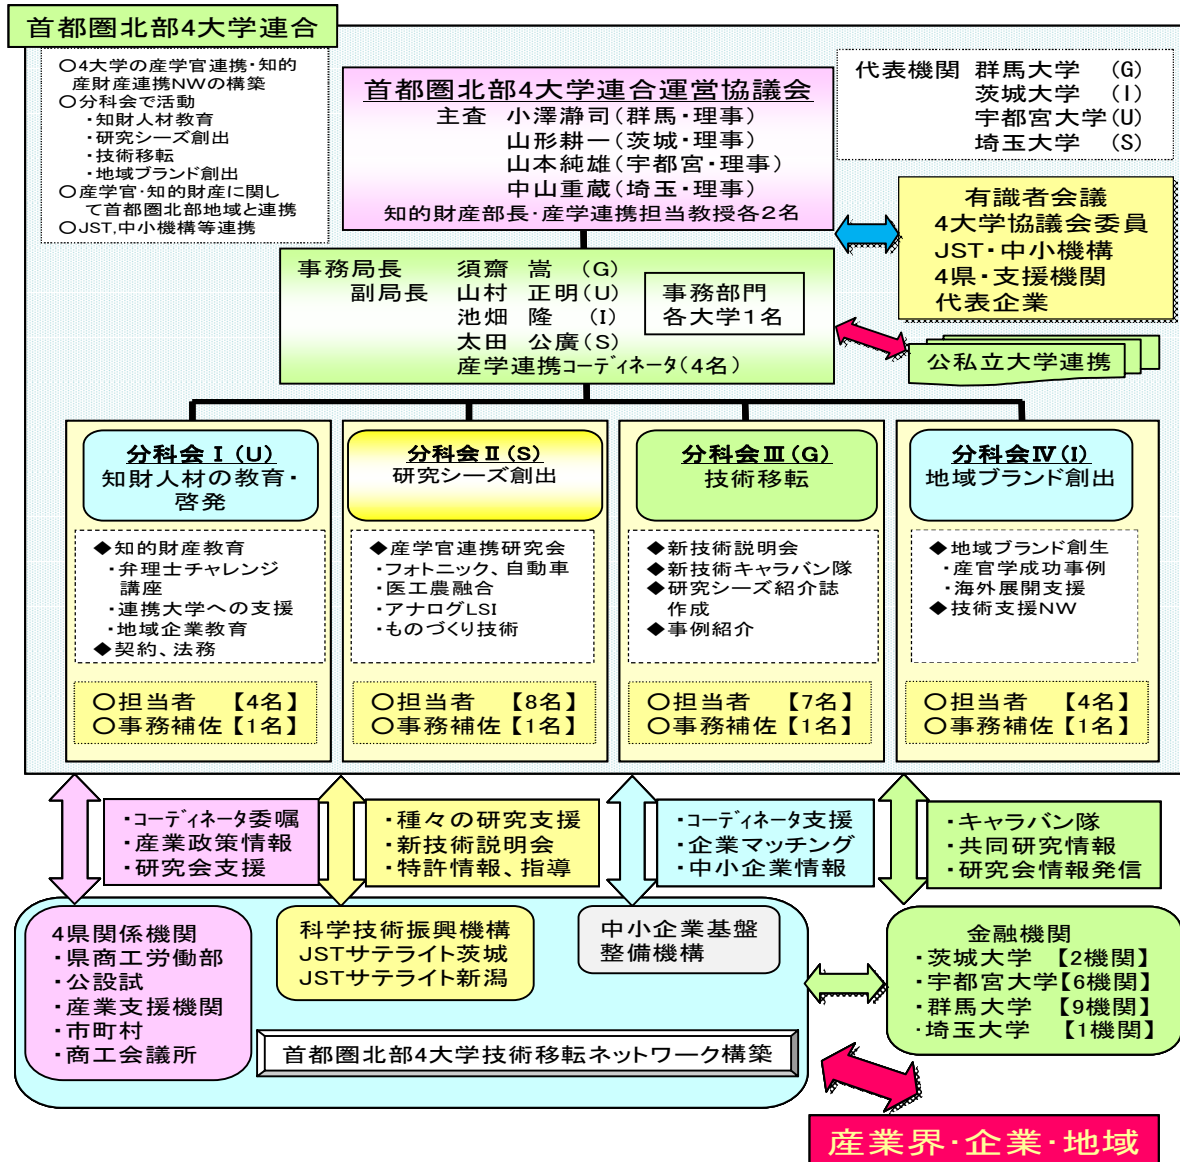 首都圏北部4大学連合
○4大学の産学官連携・知的
産財産連携NWの構築
○分科会で活動
・知財人材教育
・研究シーズ創出
・技術移転
・地域ブランド創出
○産学官・知的財産に関し
て首都圏北部地域と連携
○JST,中小機構等連携
首都圏北部4大学連合運営協議会
主査 小澤瀞司(群馬・理事)
山形耕一(茨城・理事)
山本純雄(宇都宮・理事)
中山重蔵(埼玉・理事)
知的財産部長・産学連携担当教授各2名
代表機関 群馬大学 (G)
茨城大学 (I)
宇都宮大学(U)
埼玉大学 (S)
有識者会議
4大学協議会委員
JST・中小機構
4県・支援機関
代表企業
事務局長 須齋 嵩 (G)
副局長 山村 正明(U)
池畑 隆 (I)
太田 公廣(S)
産学連携コーディネータ(4名)
事務部門
各大学1名
公私立大学連携
分科会Ⅰ(U)
知財人材の教育・
啓発
◆知的財産教育
・弁理士チャレンジ
講座
・連携大学への支援
・地域企業教育
◆契約、法務
○担当者 【4名】
○事務補佐【1名】
分科会Ⅱ(S)
研究シーズ創出
◆産学官連携研究会
・フォトニック、自動車
・医工農融合
・アナログLSI
・ものづくり技術
○担当者 【8名】
○事務補佐【1名】
分科会Ⅲ(G)
技術移転
◆新技術説明会
◆新技術キャラバン隊
◆研究シーズ紹介誌
作成
◆事例紹介
○担当者 【7名】
○事務補佐【1名】
分科会Ⅳ(I)
地域ブランド創出
◆地域ブランド創生
・産官学成功事例
・海外展開支援
◆技術支援NW
○担当者 【4名】
○事務補佐【1名】
・コーディネータ委嘱
・産業政策情報
・研究会支援
・種々の研究支援
・新技術説明会
・特許情報、指導
・コーディネータ支援
・企業マッチング
・中小企業情報
・キャラバン隊
・共同研究情報
・研究会情報発信
4県関係機関
・県商工労働部
・公設試
・産業支援機関
・市町村
・商工会議所
科学技術振興機構
JSTサテライト茨城
JSTサテライト新潟
中小企業基盤
整備機構
首都圏北部4大学技術移転ネットワーク構築
金融機関
・茨城大学 【2機関】
・宇都宮大学【6機関】
・群馬大学 【9機関】
・埼玉大学 【1機関】
産業界・企業・地域